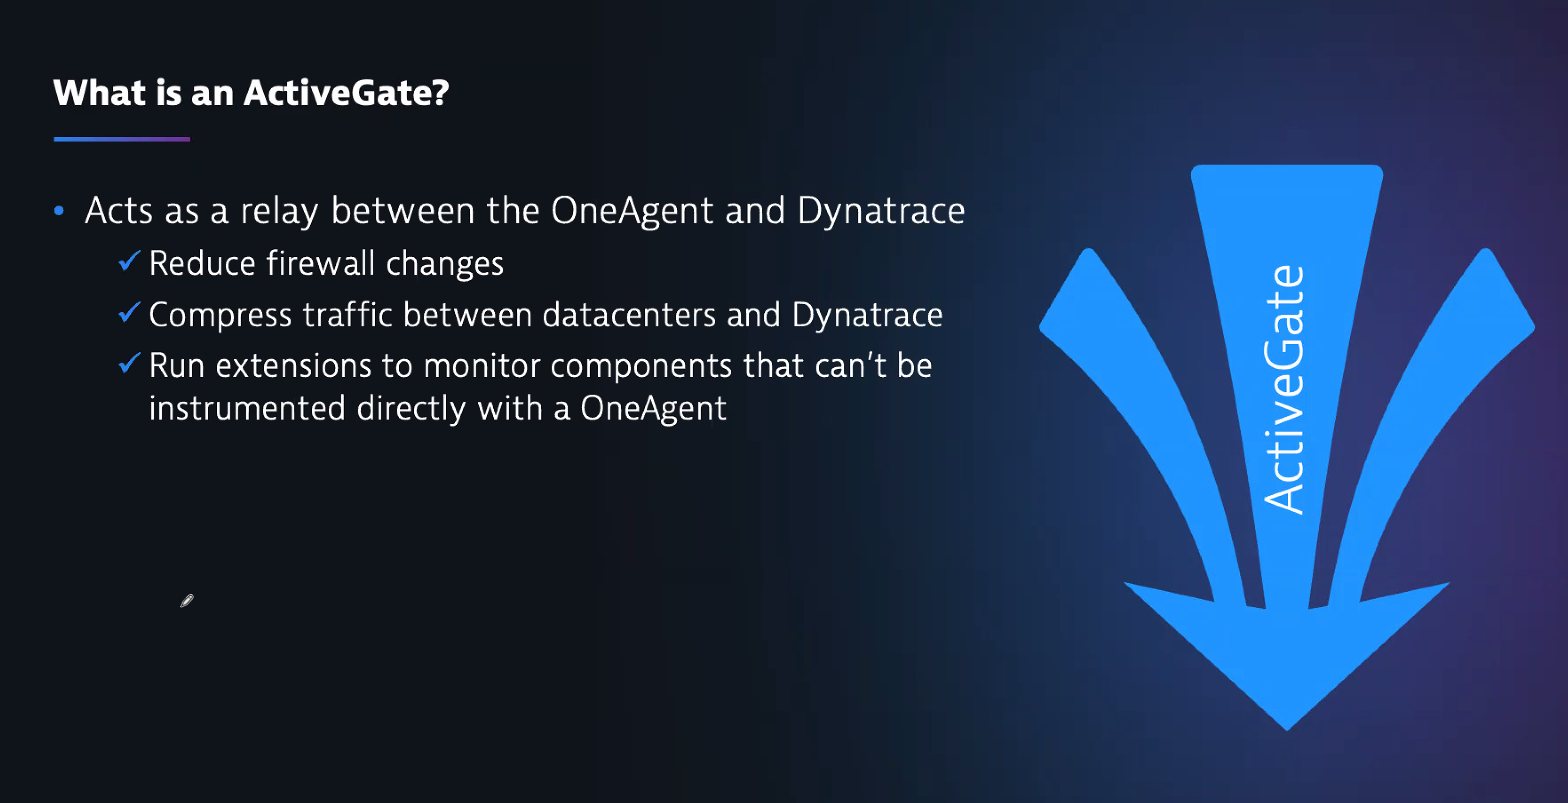 What is an ActiveGate?
• Acts as a relay between the OneAgent and Dynatrace
✓ Reduce firewall changes
✓ Compress traffic between datacenters and Dynatrace
✓ Run extensions to monitor components that can't be
instrumented directly with a OneAgent
ActiveGate